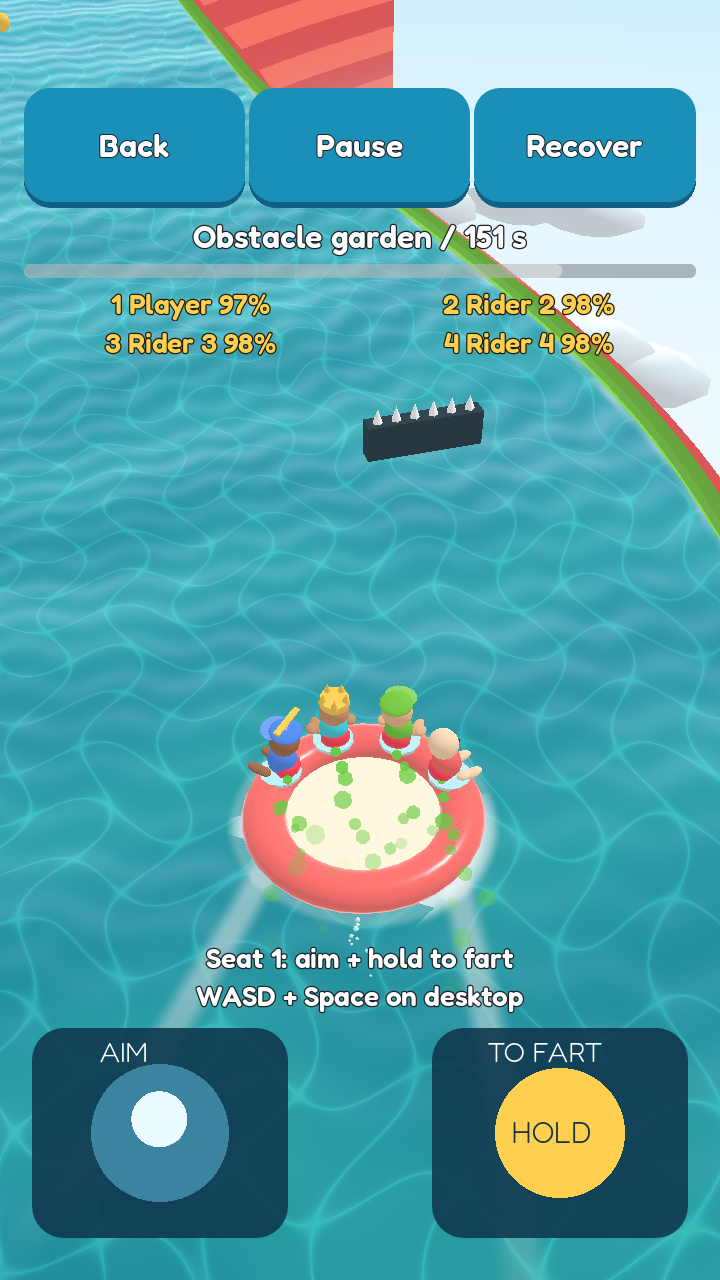 Back
Pause
Recover
Obstacle garden / 151 s
1 Player 97%
2 Rider 2 98%
3 Rider 3 98%
4 Rider 4 98%
Seat 1: aim + hold to fart
WASD + Space on desktop
AIM
TO FART
HOLD